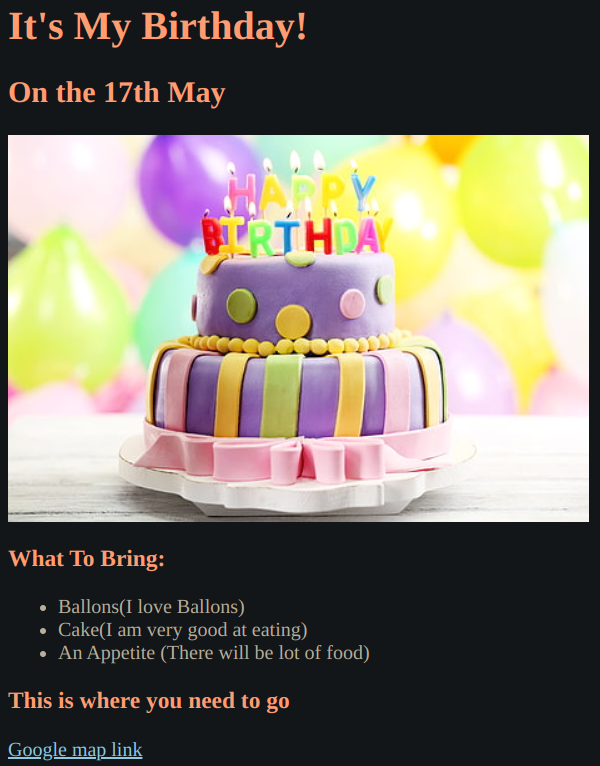 It's My Birthday!
On the 17th May
HAPPY
BIRTHDAY
What To Bring:
Ballons(I love Ballons)
Cake(I am very good at eating)
An Appetite (There will be lot of food)
This is where you need to go
Google map link